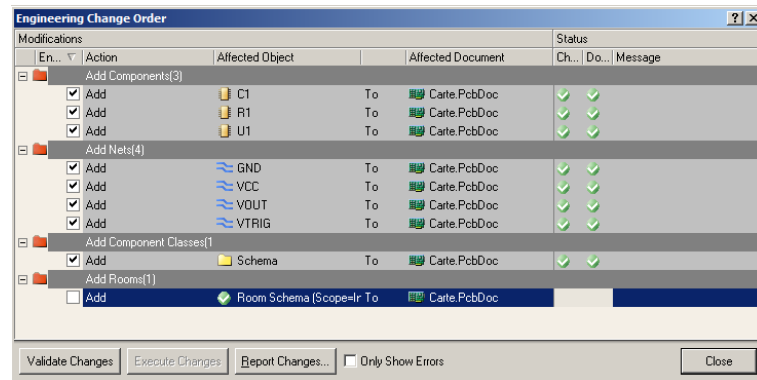 Engineering Change Order
Modifications Status
En... Action Affected Object Affected Document Ch... Do... Message
Add Components(3)
Add C1 To Carte.PcbDoc
Add R1 To Carte.PcbDoc
Add U1 To Carte.PcbDoc
Add Nets(4)
Add GND To Carte.PcbDoc
Add VCC To Carte.PcbDoc
Add VOUT To Carte.PcbDoc
Add VTRIG To Carte.PcbDoc
Add Component Classes(1
Add Schema To Carte.PcbDoc
Add Rooms(1)
Add Room Schema (Scope=Ir To Carte.PcbDoc
Validate Changes Execute Changes Report Changes... Only Show Errors Close